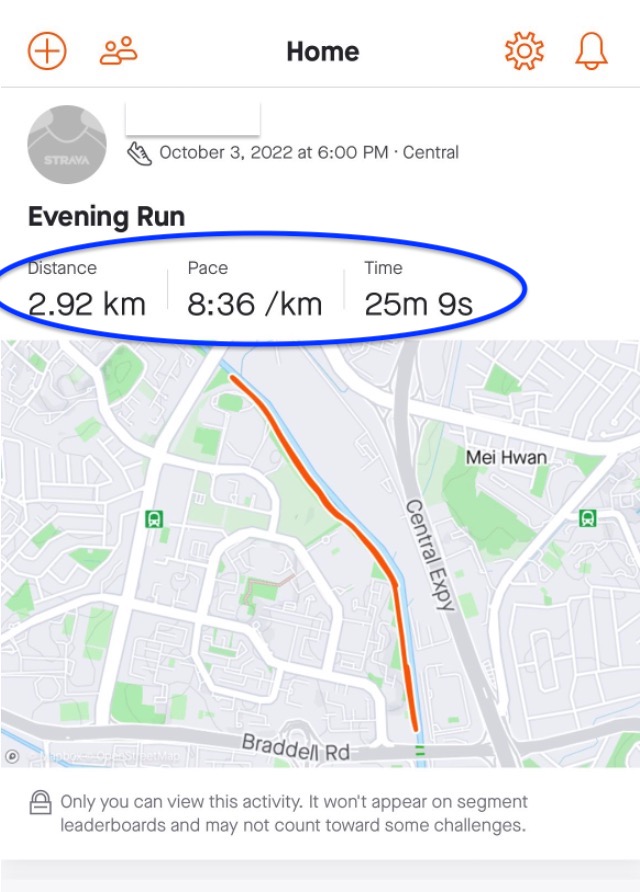 Home
STRAVA
October 3, 2022 at 6:00 PM · Central
Evening Run
Distance
Pace
Time
2.92 km
8:36 /km
25m 9s
Mei Hwan
Central Expy
Braddell Rd
Only you can view this activity. It won't appear on segment
leaderboards and may not count toward some challenges.